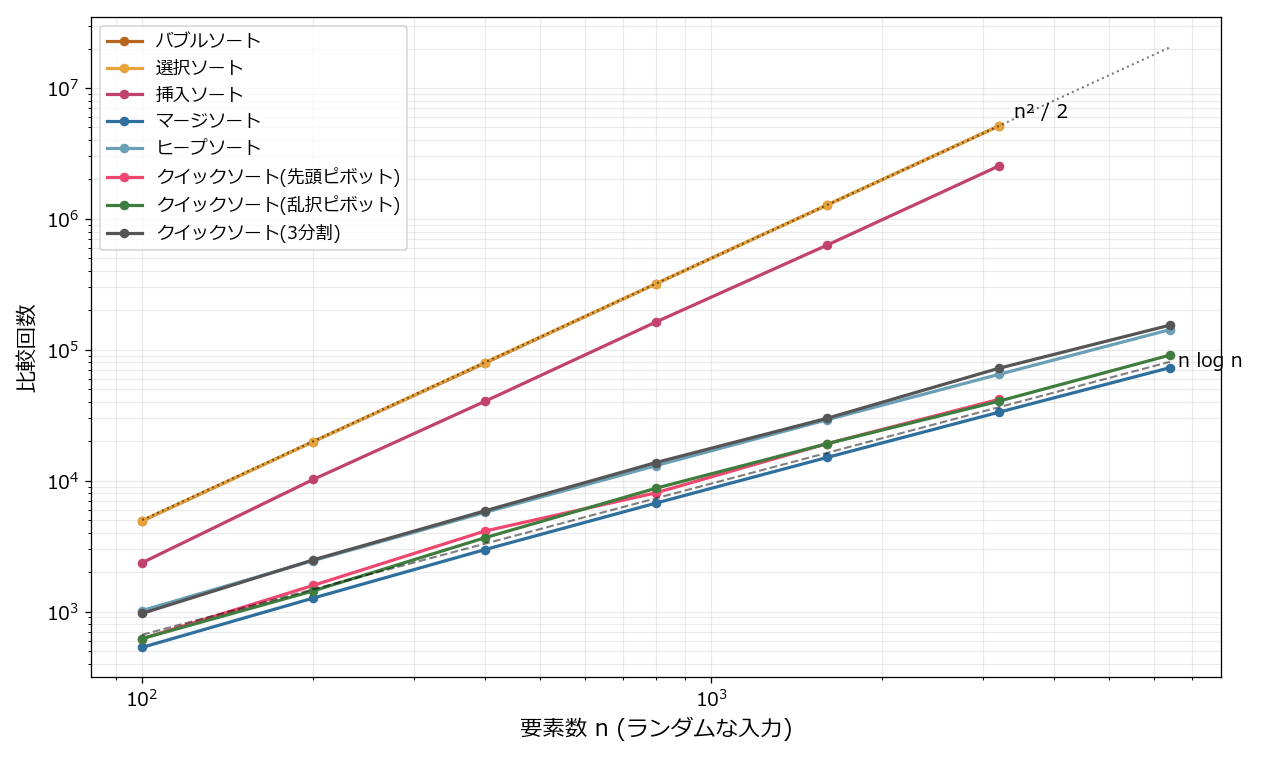 バブルソート
選択ソート
挿入ソート
マージソート
ヒープソート
クイックソート(先頭ピボット)
クイックソート(乱択ピボット)
クイックソート(3分割)
n² / 2
n log n
10⁷
10⁶
10⁵
10⁴
10³
比較回数
10²
10³
要素数 n (ランダムな入力)